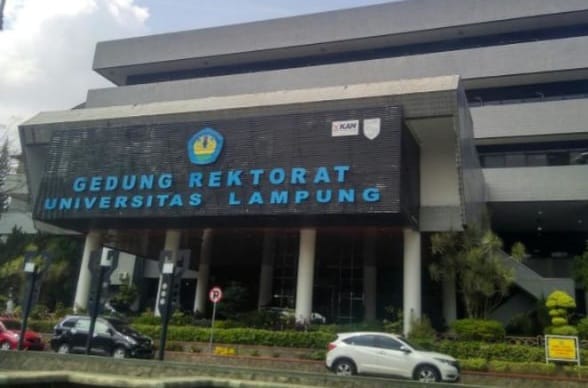 KAN
GEDUNG REKTORAT
UNIVERSITAS LAMPUNG